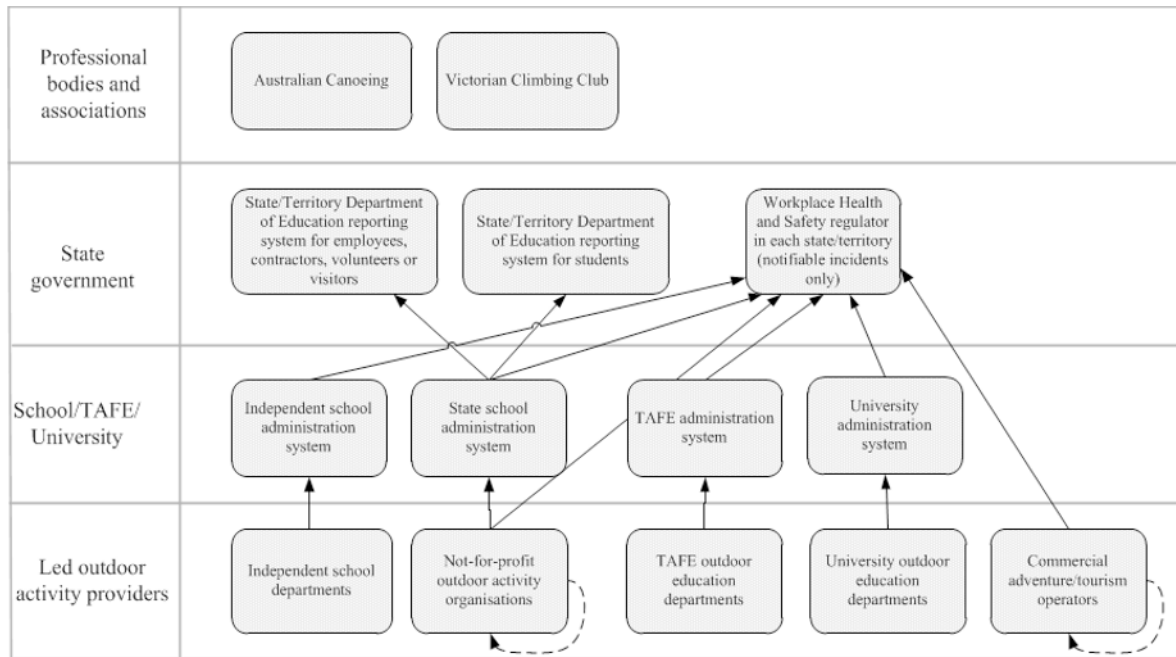 Professional
bodies and
associations
Australian Canoeing
Victorian Climbing Club
State
government
State/Territory Department
of Education reporting
system for employees,
contractors, volunteers or
visitors
State/Territory Department
of Education reporting
system for students
Workplace Health
and Safety regulator
in each state/territory
(notifiable incidents
only)
School/TAFE/
University
Independent school
administration
system
State school
administration
system
TAFE administration
system
University
administration
system
Led outdoor
activity providers
Independent school
departments
Not-for-profit
outdoor activity
organisations
TAFE outdoor
education
departments
University outdoor
education
departments
Commercial
adventure/tourism
operators